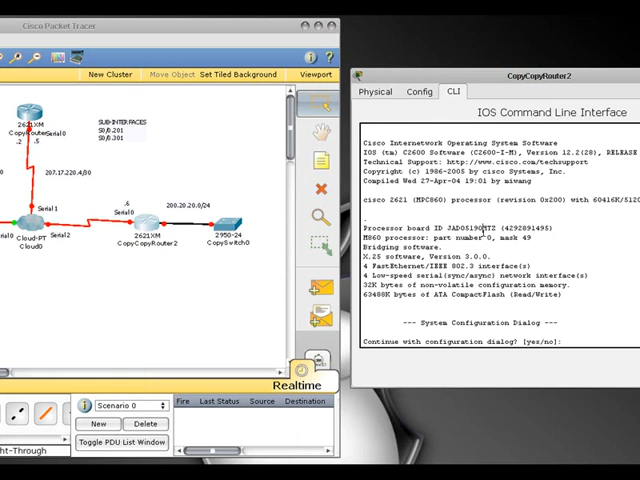 Cisco Packet Tracer
New Cluster Move Object Set Tiled Background Viewport
2621XM
CopyRouter
Serial0
.2 .5
SUB-INTERFACES
S0/0.201
S0/0.301
207.17.220.4/30
.6
Serial0
200.20.20.0/24
Serial1
Serial2
Cloud-PT
Cloud0
2621XM
CopyCopyRouter2
2950-24
CopySwitch0
Realtime
Scenario 0
New Delete
Toggle PDU List Window
Fire Last Status Source Destination
ht-Through
CopyCopyRouter2
Physical Config CLI
IOS Command Line Interface
Cisco Internetwork Operating System Software
IOS (tm) C2600 Software (C2600-I-M), Version 12.2(28), RELEASE
Technical Support: http://www.cisco.com/techsupport
Copyright (c) 1986-2005 by cisco Systems, Inc.
Compiled Wed 27-Apr-04 19:01 by miwang
cisco 2621 (MPC860) processor (revision 0x200) with 60416K/5120
.
Processor board ID JAD05190MTZ (4292891495)
M860 processor: part number 0, mask 49
Bridging software.
X.25 software, Version 3.0.0.
4 FastEthernet/IEEE 802.3 interface(s)
4 Low-speed serial(sync/async) network interface(s)
32K bytes of non-volatile configuration memory.
63488K bytes of ATA CompactFlash (Read/Write)
--- System Configuration Dialog ---
Continue with configuration dialog? [yes/no]: